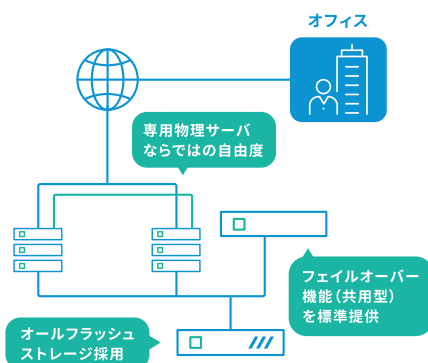 オフィス
専用物理サーバ
ならではの自由度
フェイルオーバー
機能（共用型）
を標準提供
オールフラッシュ
ストレージ採用